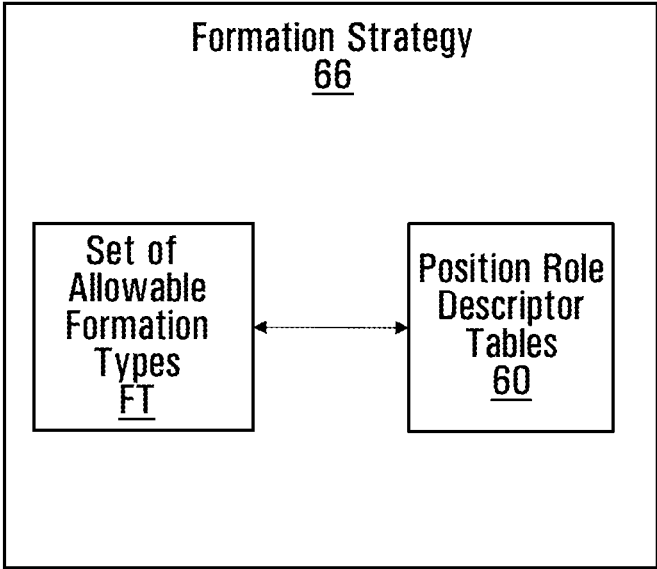 Formation Strategy
66
Set of
Allowable
Formation
Types
FT
Position Role
Descriptor
Tables
60